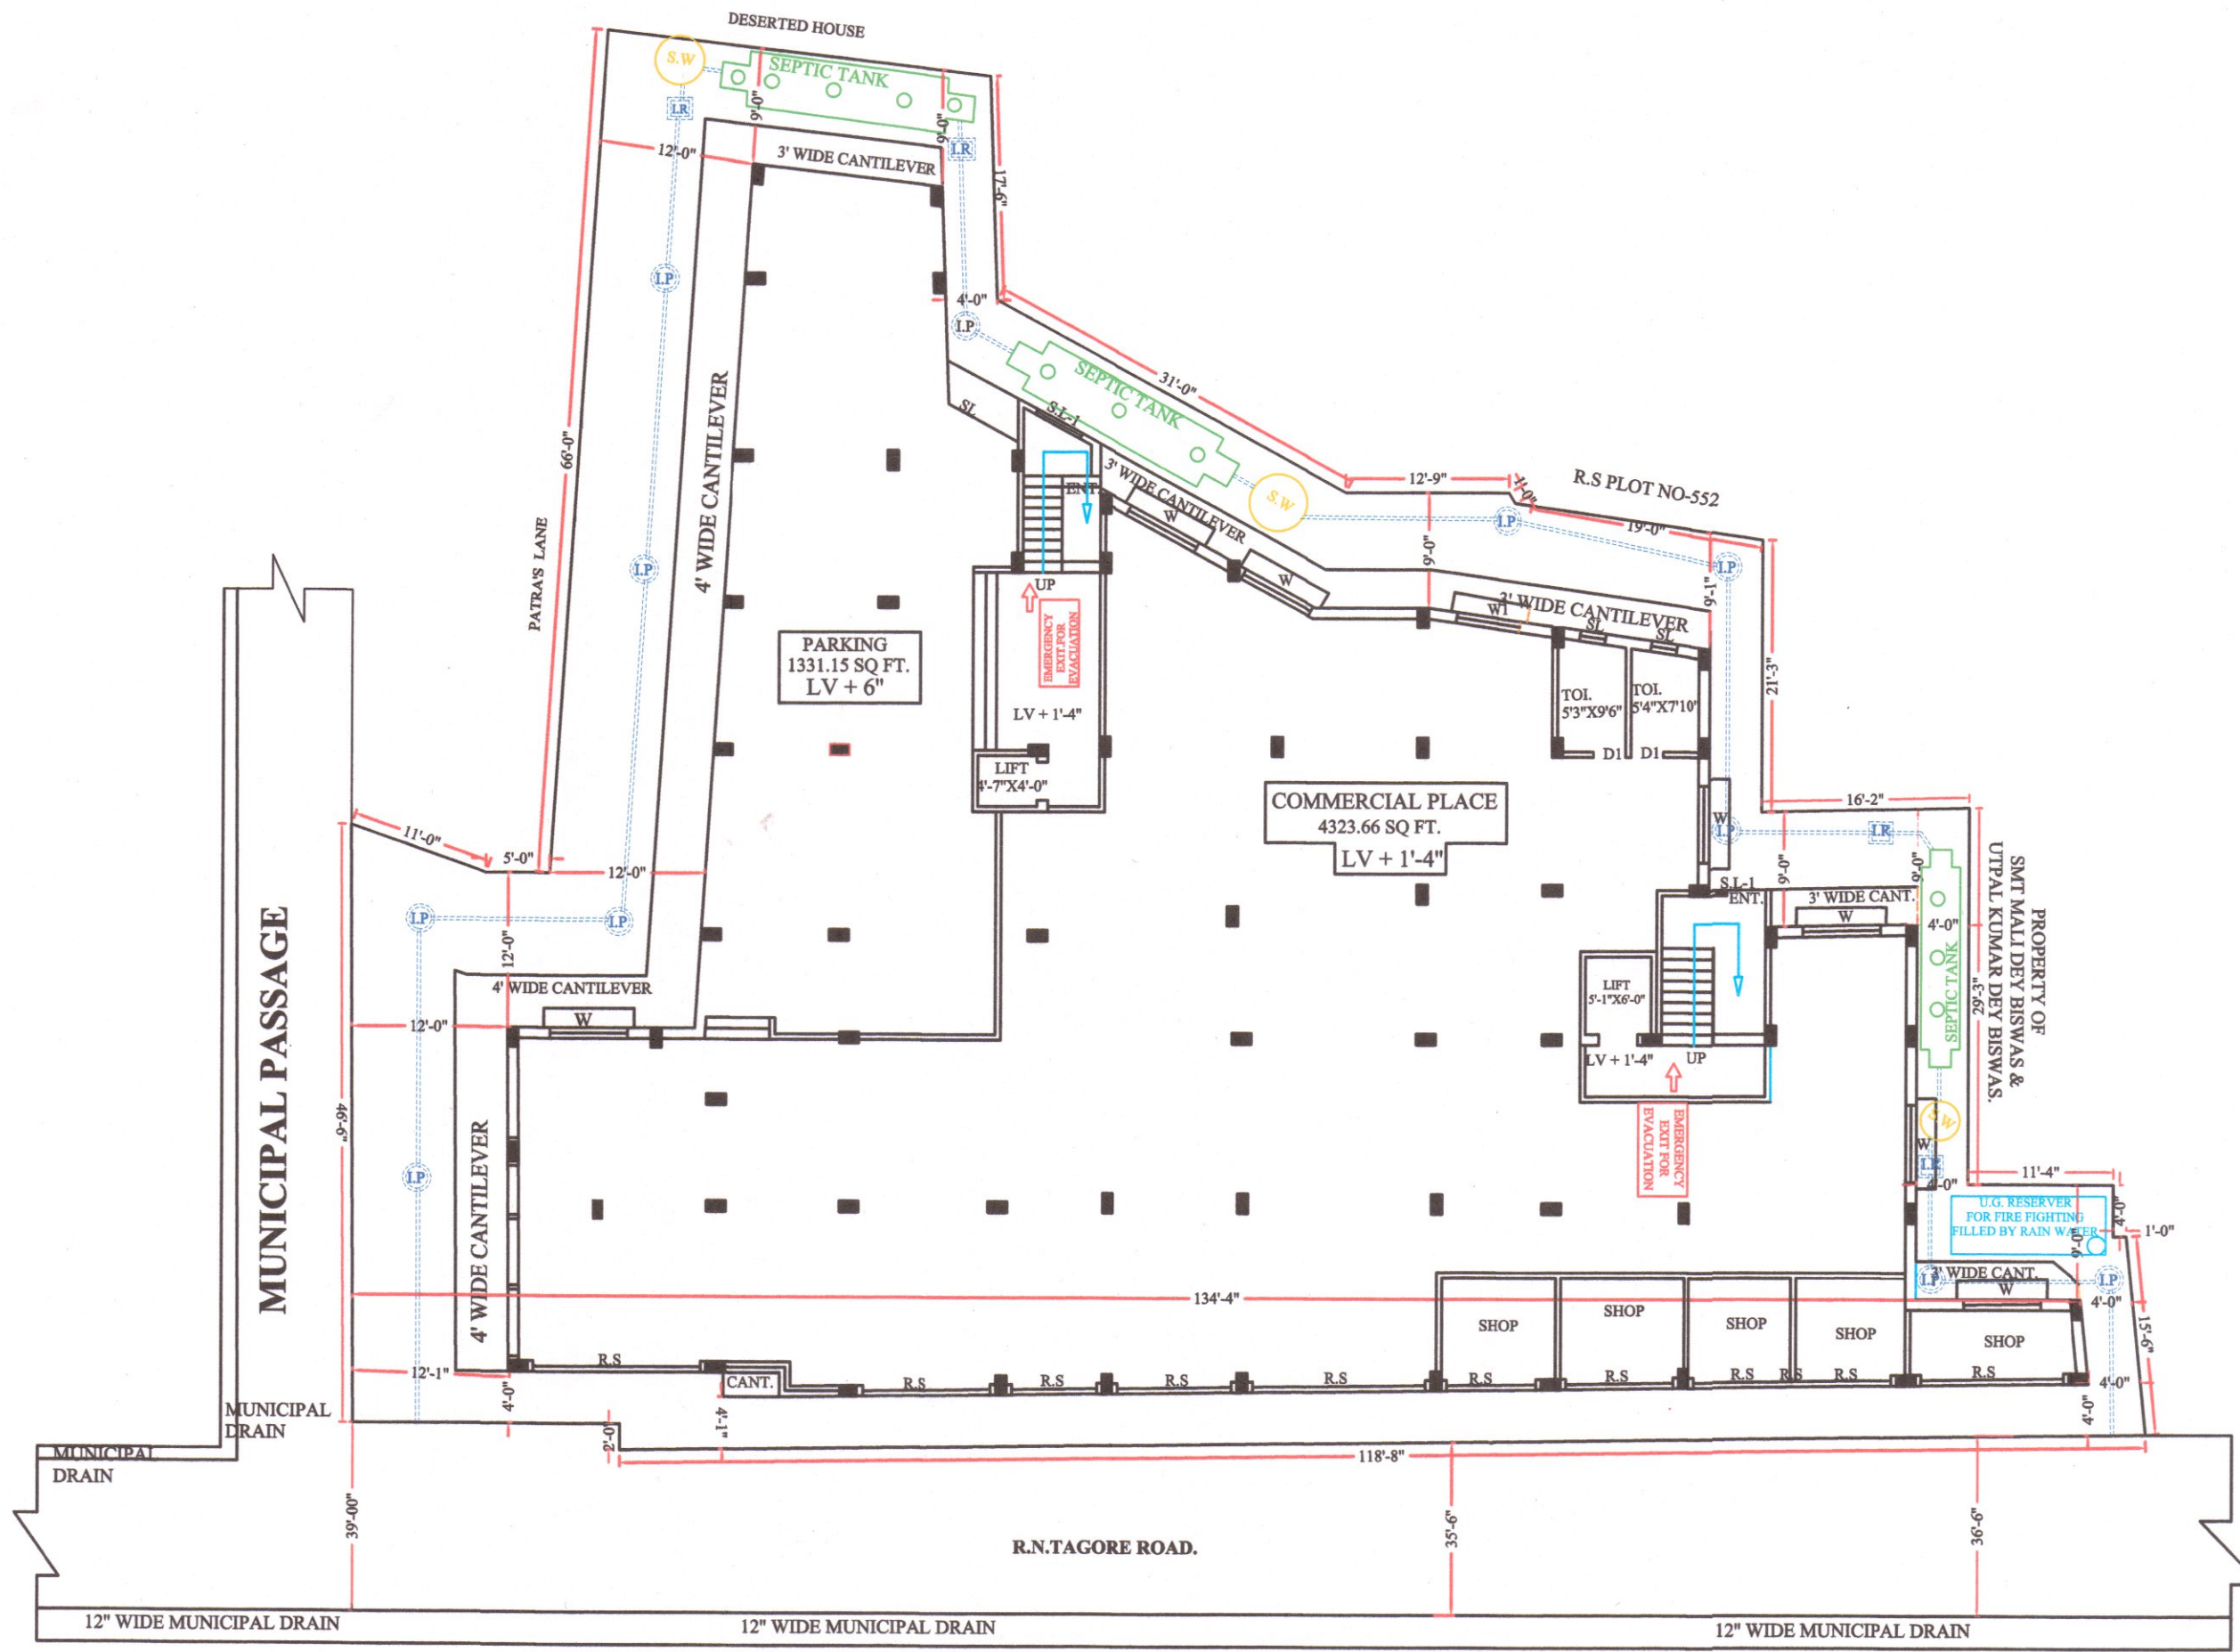 DESERTED HOUSE
S.W
SEPTIC TANK
9'-0"
9'-0"
I.R
I.R
12'-0"
3' WIDE CANTILEVER
17'-6"
I.P
4'-0"
I.P
66'-0"
PATRA'S LANE
4' WIDE CANTILEVER
SL
S.L-1
SEPTIC TANK
31'-0"
S.W
12'-9"
1'-0"
R.S PLOT NO-552
19'-0"
I.P
I.P
9'-0"
9'-1"
3' WIDE CANTILEVER
W
W
ENT.
UP
EMERGENCY
EXIT FOR
EVACUATION
LV + 1'-4"
LIFT
4'-7"X4'-0"
I.P
PARKING
1331.15 SQ FT.
LV + 6"
3' WIDE CANTILEVER
W1
SL
SL
TOI.
5'3"X9'6"
TOI.
5'4"X7'10"
D1
D1
21'-3"
COMMERCIAL PLACE
4323.66 SQ FT.
LV + 1'-4"
W
I.P
16'-2"
I.R
9'-0"
9'-0"
S.L-1
ENT.
3' WIDE CANT.
W
4'-0"
SEPTIC TANK
29'-3"
PROPERTY OF
SMT MALI DEY BISWAS &
UTPAL KUMAR DEY BISWAS.
11'-0"
5'-0"
12'-0"
I.P
I.P
12'-0"
4' WIDE CANTILEVER
W
12'-0"
MUNICIPAL PASSAGE
46'-6"
I.P
4' WIDE CANTILEVER
LIFT
5'-1"X6'-0"
LV + 1'-4"
UP
EMERGENCY
EXIT FOR
EVACUATION
S.W
W
I.R
4'-0"
11'-4"
4'-0"
1'-0"
U.G. RESERVER
FOR FIRE FIGHTING
FILLED BY RAIN WATER
9'-0"
I.P
3' WIDE CANT.
W
I.P
4'-0"
15'-6"
134'-4"
SHOP
SHOP
SHOP
SHOP
SHOP
12'-1"
R.S
CANT.
R.S
R.S
R.S
R.S
R.S
R.S
R.S
R.S
R.S
R.S
4'-0"
4'-0"
4'-0"
4'-1"
2'-0"
118'-8"
MUNICIPAL
DRAIN
MUNICIPAL
DRAIN
39'-00"
35'-6"
36'-6"
R.N.TAGORE ROAD.
12" WIDE MUNICIPAL DRAIN
12" WIDE MUNICIPAL DRAIN
12" WIDE MUNICIPAL DRAIN